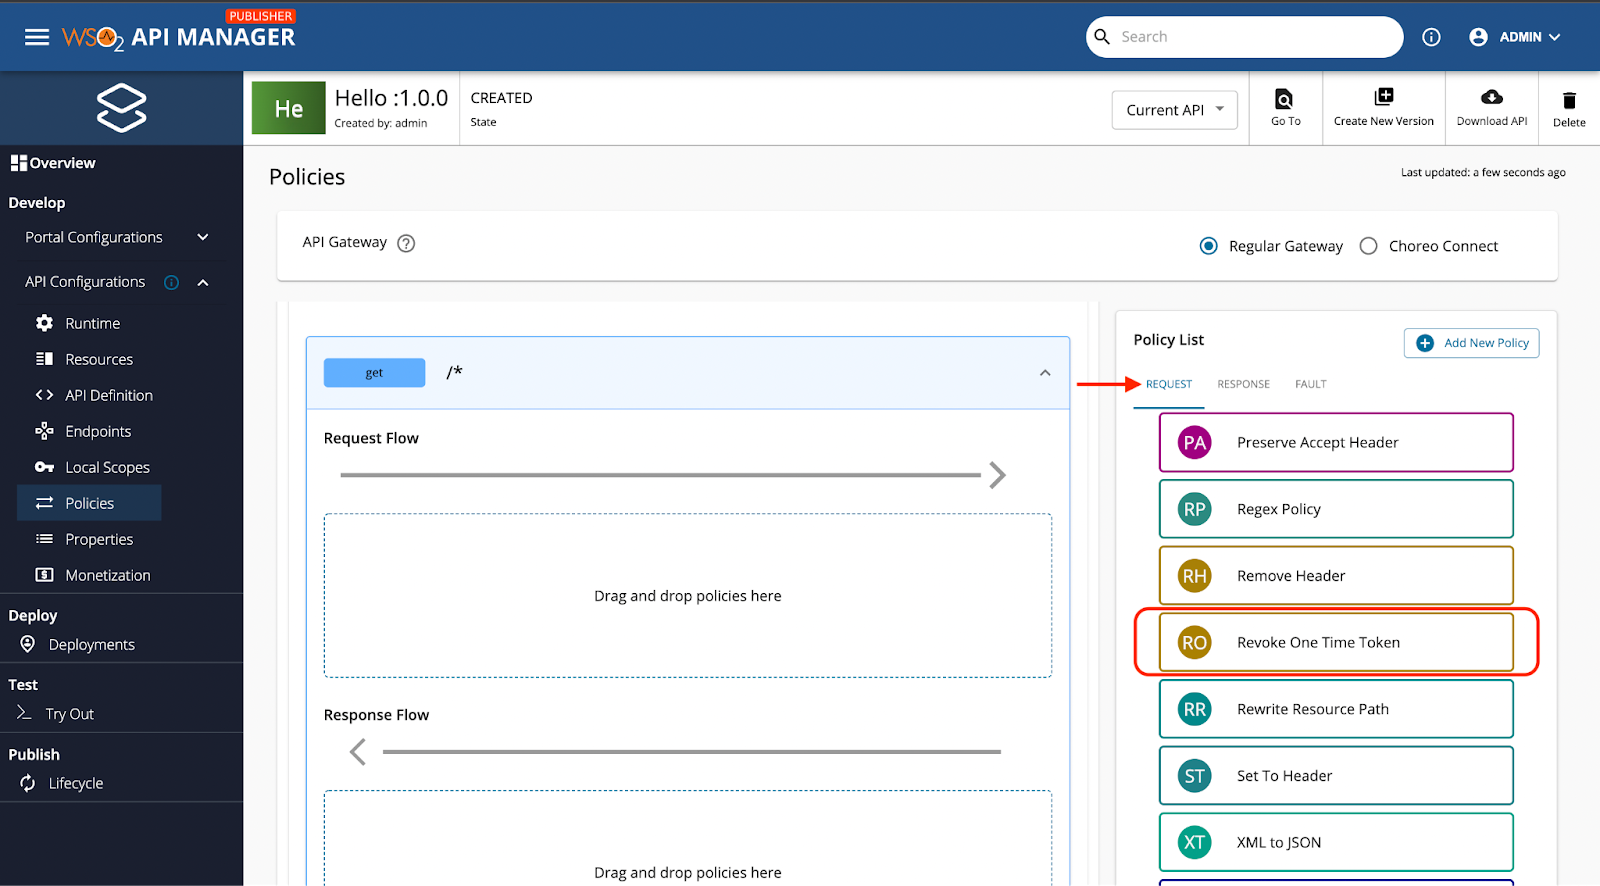 PUBLISHER
WSO2 API MANAGER
Search
ADMIN
He
Hello :1.0.0
Created by: admin
CREATED
State
Current API
Go To
Create New Version
Download API
Delete
Overview
Develop
Portal Configurations
API Configurations
Runtime
Resources
API Definition
Endpoints
Local Scopes
Policies
Properties
Monetization
Deploy
Deployments
Test
Try Out
Publish
Lifecycle
Policies
Last updated: a few seconds ago
API Gateway
Regular Gateway
Choreo Connect
get
/*
Request Flow
Drag and drop policies here
Response Flow
Drag and drop policies here
Policy List
Add New Policy
REQUEST
RESPONSE
FAULT
PA Preserve Accept Header
RP Regex Policy
RH Remove Header
RO Revoke One Time Token
RR Rewrite Resource Path
ST Set To Header
XT XML to JSON